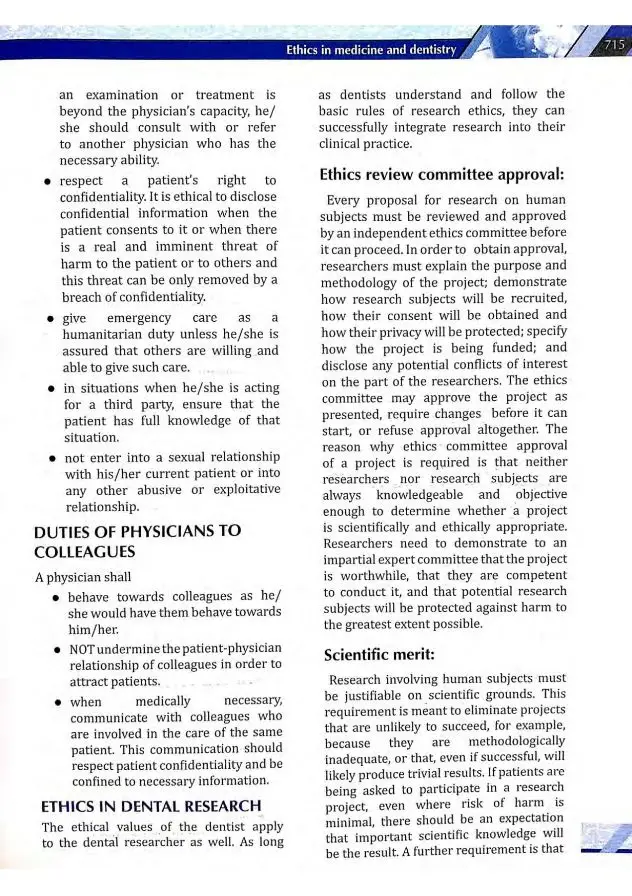 Ethics in medicine and dentistry
715
an examination or treatment is
beyond the physician's capacity, he/
she should consult with or refer
to another physician who has the
necessary ability.
• respect a patient's right to
confidentiality. It is ethical to disclose
confidential information when the
patient consents to it or when there
is a real and imminent threat of
harm to the patient or to others and
this threat can be only removed by a
breach of confidentiality.
• give emergency care as a
humanitarian duty unless he/she is
assured that others are willing and
able to give such care.
• in situations when he/she is acting
for a third party, ensure that the
patient has full knowledge of that
situation.
• not enter into a sexual relationship
with his/her current patient or into
any other abusive or exploitative
relationship.
DUTIES OF PHYSICIANS TO
COLLEAGUES
A physician shall
• behave towards colleagues as he/
she would have them behave towards
him/her.
• NOT undermine the patient-physician
relationship of colleagues in order to
attract patients.
• when medically necessary,
communicate with colleagues who
are involved in the care of the same
patient. This communication should
respect patient confidentiality and be
confined to necessary information.
ETHICS IN DENTAL RESEARCH
The ethical values of the dentist apply
to the dental researcher as well. As long
as dentists understand and follow the
basic rules of research ethics, they can
successfully integrate research into their
clinical practice.
Ethics review committee approval:
Every proposal for research on human
subjects must be reviewed and approved
by an independent ethics committee before
it can proceed. In order to obtain approval,
researchers must explain the purpose and
methodology of the project; demonstrate
how research subjects will be recruited,
how their consent will be obtained and
how their privacy will be protected; specify
how the project is being funded; and
disclose any potential conflicts of interest
on the part of the researchers. The ethics
committee may approve the project as
presented, require changes before it can
start, or refuse approval altogether. The
reason why ethics committee approval
of a project is required is that neither
researchers nor research subjects are
always knowledgeable and objective
enough to determine whether a project
is scientifically and ethically appropriate.
Researchers need to demonstrate to an
impartial expert committee that the project
is worthwhile, that they are competent
to conduct it, and that potential research
subjects will be protected against harm to
the greatest extent possible.
Scientific merit:
Research involving human subjects must
be justifiable on scientific grounds. This
requirement is meant to eliminate projects
that are unlikely to succeed, for example,
because they are methodologically
inadequate, or that, even if successful, will
likely produce trivial results. If patients are
being asked to participate in a research
project, even where risk of harm is
minimal, there should be an expectation
that important scientific knowledge will
be the result. A further requirement is that